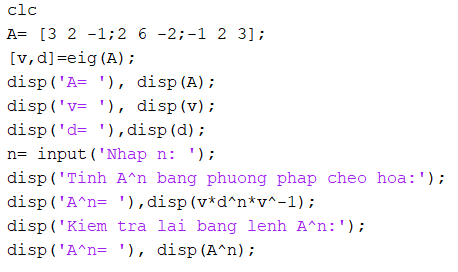 clc
A= [3 2 -1;2 6 -2;-1 2 3];
[v,d]=eig(A);
disp('A= '), disp(A);
disp('v= '), disp(v);
disp('d= '),disp(d);
n= input('Nhap n: ');
disp('Tinh A^n bang phuong phap cheo hoa:');
disp('A^n= '),disp(v*d^n*v^-1);
disp('Kiem tra lai bang lenh A^n:');
disp('A^n= '), disp(A^n);